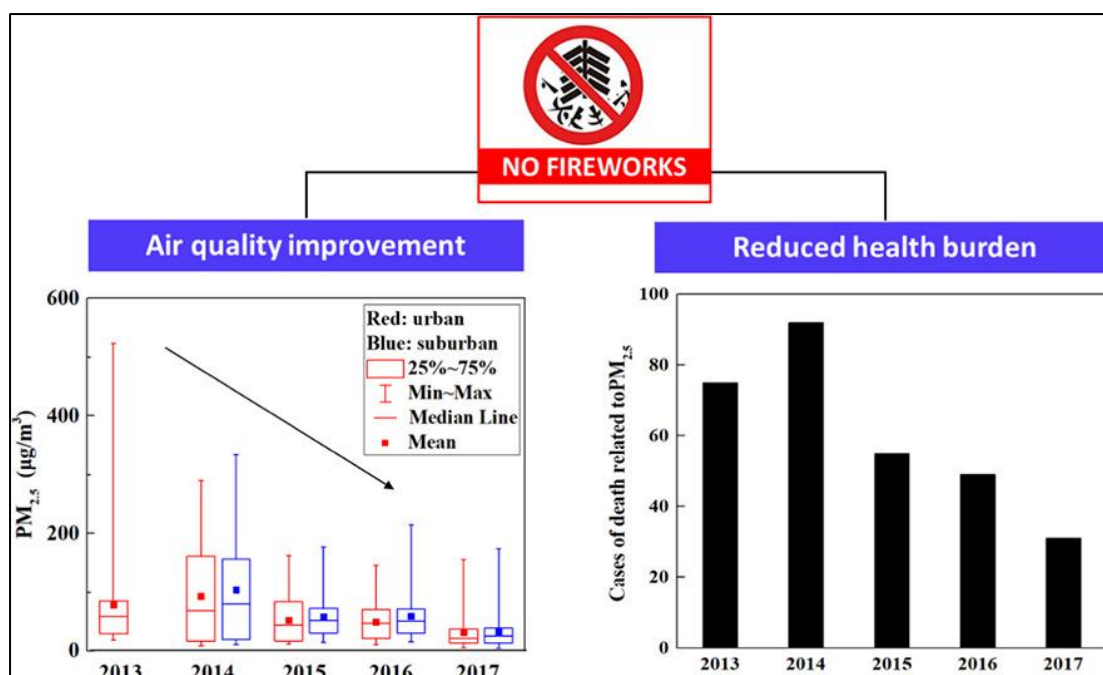 NO FIREWORKS
Air quality improvement
Reduced health burden
600
400
200
0
PM2.5 (μg/m³)
Red: urban
Blue: suburban
25%~75%
Min~Max
Median Line
Mean
2013 2014 2015 2016 2017
100
80
60
40
20
0
Cases of death related toPM2.5
2013 2014 2015 2016 2017